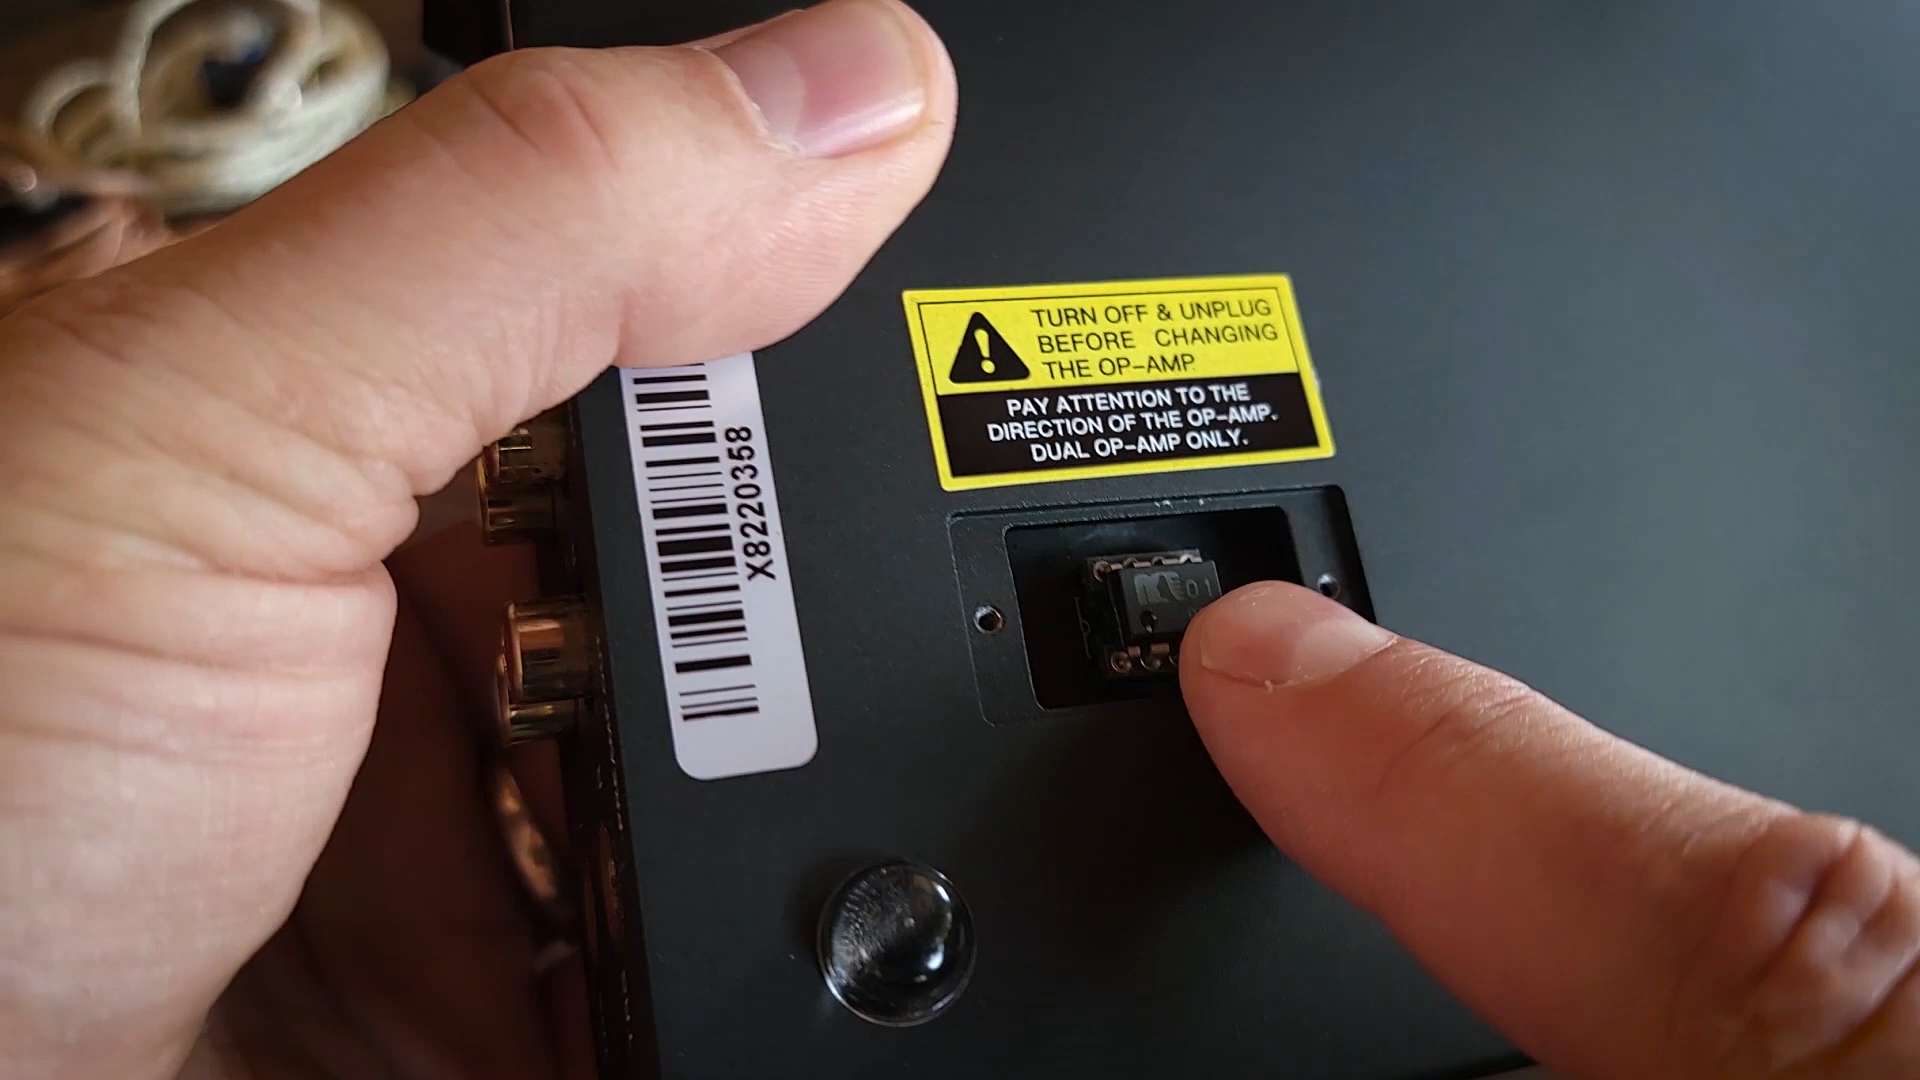 TURN OFF & UNPLUG
BEFORE CHANGING
THE OP-AMP.
PAY ATTENTION TO THE
DIRECTION OF THE OP-AMP.
DUAL OP-AMP ONLY.
X8220358